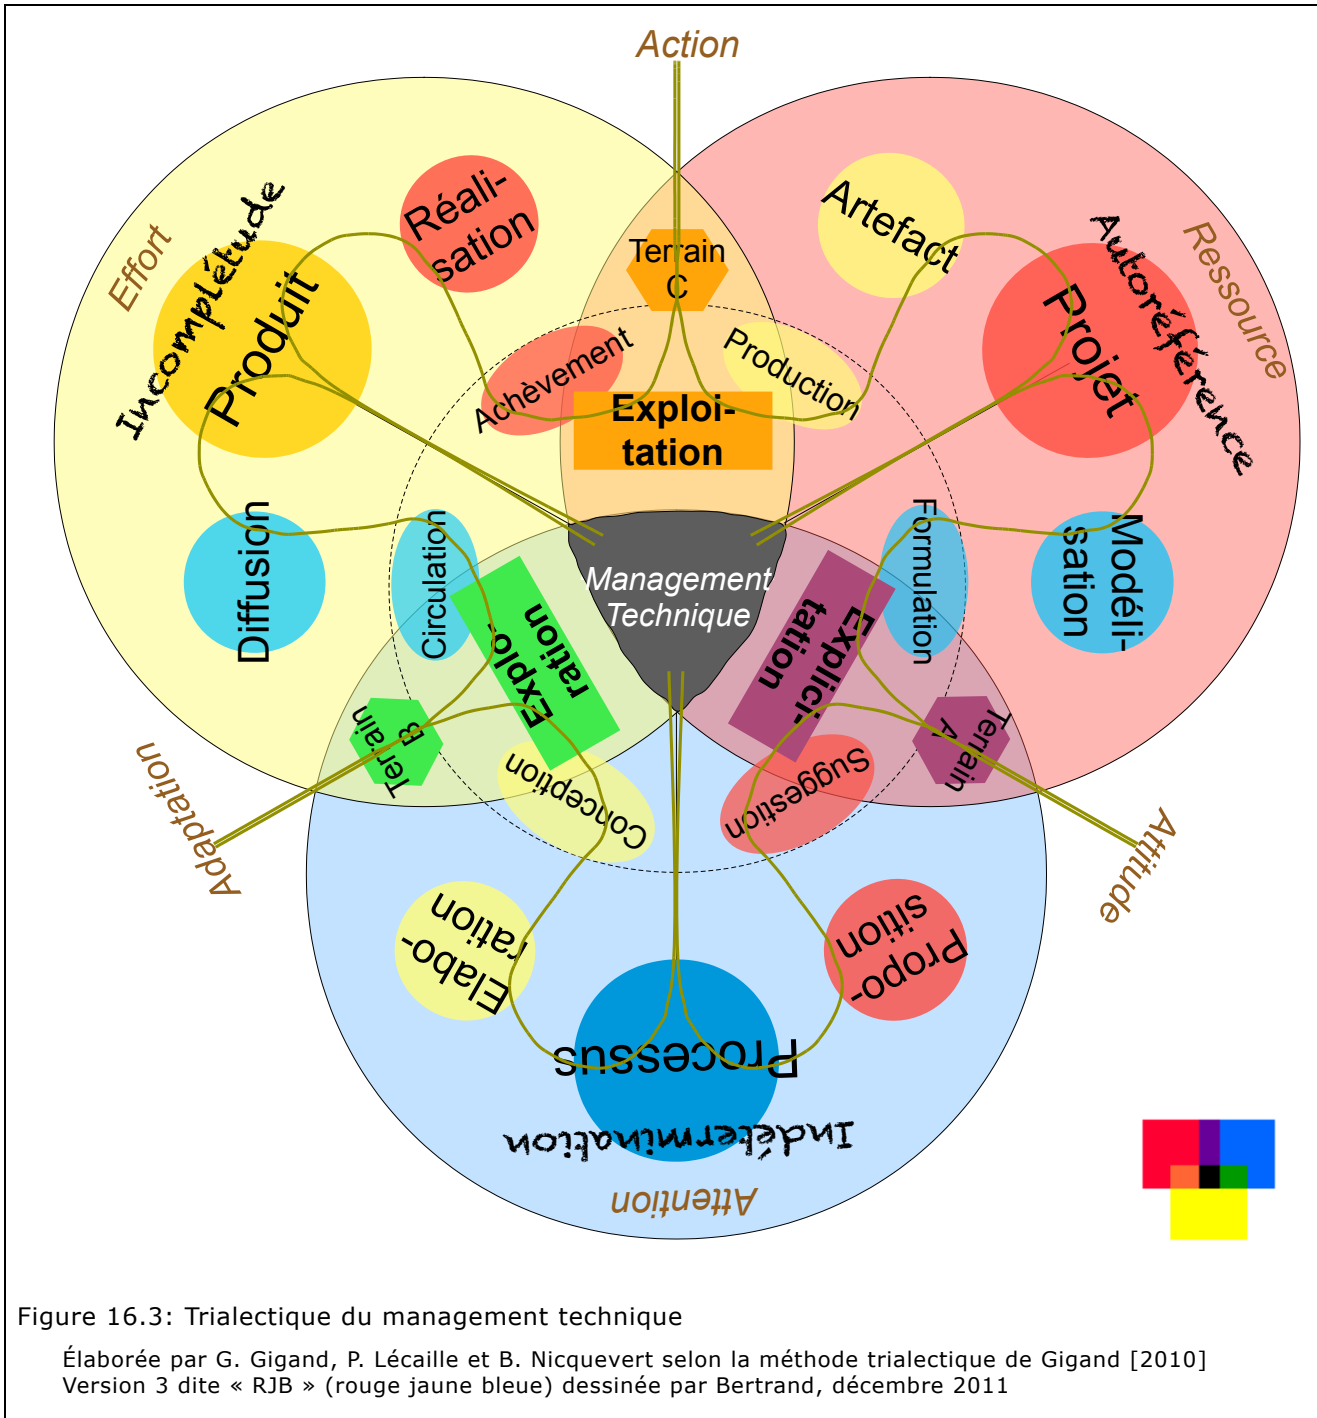 Action
Effort
Incomplétude
Produit
Réali-
sation
Terrain
C
Artefact
Autoréférence
Projet
Ressource
Achèvement
Production
Exploi-
tation
Diffusion
Circulation
Explo-
ration
Management
Technique
Explici-
tation
Formulation
Modéli-
sation
Terrain
B
Terrain
A
Adaptation
Conception
Suggestion
Attitude
Elabo-
ration
Propo-
sition
Processus
Indétermination
Attention
Figure 16.3: Trialectique du management technique
Élaborée par G. Gigand, P. Lécaille et B. Nicquevert selon la méthode trialectique de Gigand [2010]
Version 3 dite « RJB » (rouge jaune bleue) dessinée par Bertrand, décembre 2011